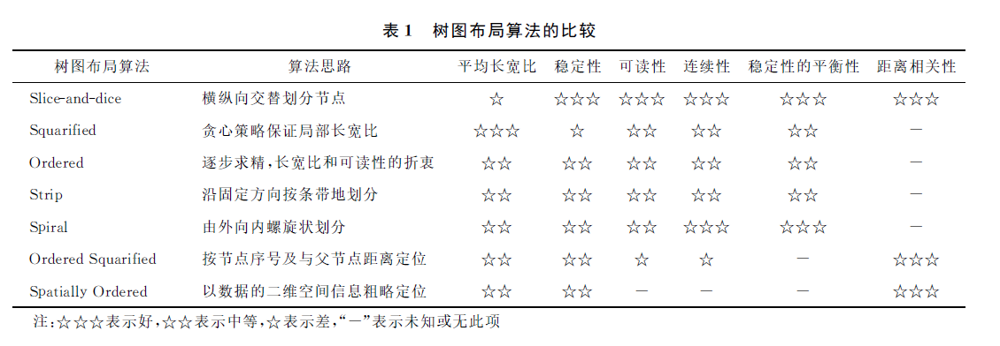 表1 树图布局算法的比较
树图布局算法 算法思路 平均长宽比 稳定性 可读性 连续性 稳定性的平衡性 距离相关性
Slice-and-dice 横纵向交替划分节点 ☆ ☆☆☆ ☆☆☆ ☆☆☆ ☆☆☆ ☆☆☆
Squarified 贪心策略保证局部长宽比 ☆☆☆ ☆ ☆☆ ☆☆ ☆☆ —
Ordered 逐步求精,长宽比和可读性的折衷 ☆☆ ☆☆ ☆☆ ☆☆ ☆☆ —
Strip 沿固定方向按条带地划分 ☆☆ ☆☆ ☆☆ ☆☆ ☆☆ —
Spiral 由外向内螺旋状划分 ☆☆ ☆☆ ☆☆ ☆☆☆ ☆☆☆ —
Ordered Squarified 按节点序号及与父节点距离定位 ☆☆ ☆☆ ☆ ☆ — ☆☆☆
Spatially Ordered 以数据的二维空间信息粗略定位 ☆☆ ☆☆ — — — ☆☆☆
注:☆☆☆表示好,☆☆表示中等,☆表示差,“—”表示未知或无此项